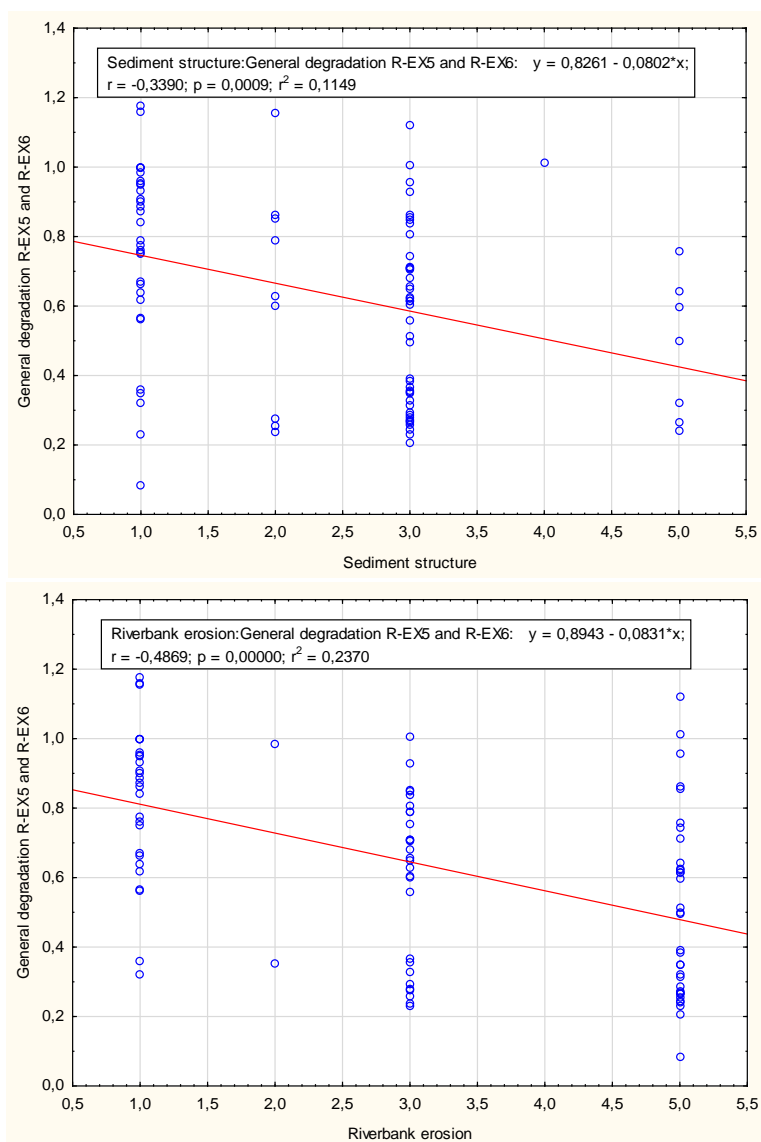 1,4
Sediment structure:General degradation R-EX5 and R-EX6: y = 0,8261 - 0,0802*x;
r = -0,3390; p = 0,0009; r² = 0,1149
1,2
1,0
0,8
0,6
0,4
0,2
0,0
General degradation R-EX5 and R-EX6
0,5 1,0 1,5 2,0 2,5 3,0 3,5 4,0 4,5 5,0 5,5
Sediment structure
1,4
Riverbank erosion:General degradation R-EX5 and R-EX6: y = 0,8943 - 0,0831*x;
r = -0,4869; p = 0,00000; r² = 0,2370
1,2
1,0
0,8
0,6
0,4
0,2
0,0
General degradation R-EX5 and R-EX6
0,5 1,0 1,5 2,0 2,5 3,0 3,5 4,0 4,5 5,0 5,5
Riverbank erosion